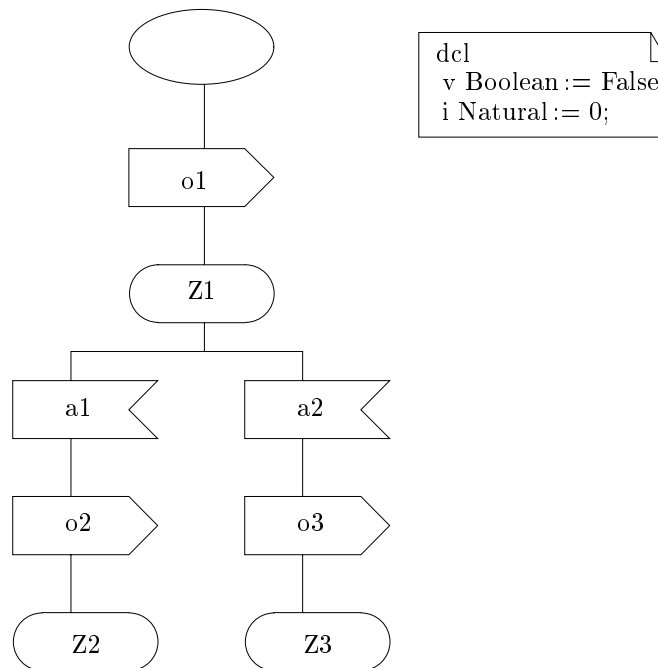 dcl
v Boolean := False
i Natural := 0;
o1
Z1
a1
a2
o2
o3
Z2
Z3